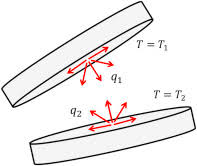 T = T₁
q₁
T = T₂
q₂